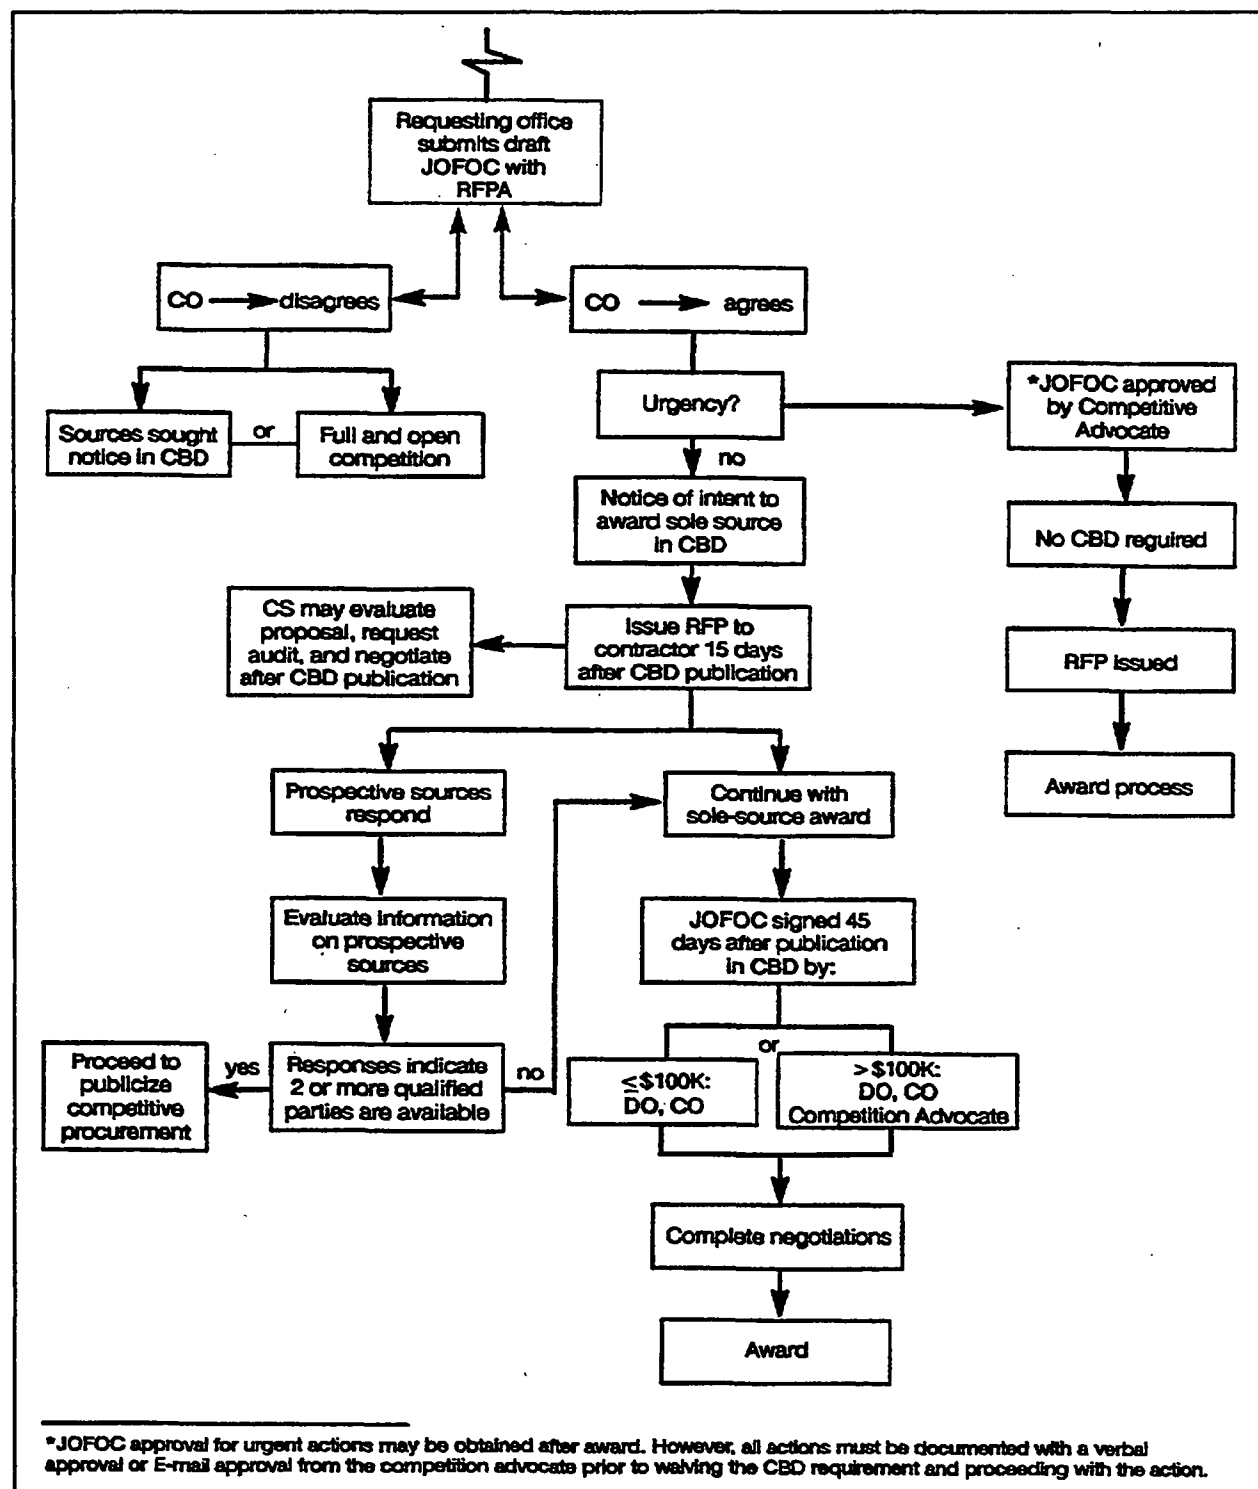 Requesting office
submits draft
JOFOC with
RFPA
CO disagrees
CO agrees
Urgency?
*JOFOC approved
by Competitive
Advocate
Sources sought
notice in CBD
or
Full and open
competition
no
Notice of intent to
award sole source
in CBD
No CBD reguired
CS may evaluate
proposal, request
audit, and negotiate
after CBD publication
Issue RFP to
contractor 15 days
after CBD publication
RFP issued
Prospective sources
respond
Continue with
sole-source award
Award process
Evaluate information
on prospective
sources
JOFOC signed 45
days after publication
in CBD by:
Proceed to
publicize
competitive
procurement
yes
Responses indicate
2 or more qualified
parties are available
no
or
≤$100K:
DO, CO
>$100K:
DO, CO
Competition Advocate
Complete negotiations
Award
*JOFOC approval for urgent actions may be obtained after award. However, all actions must be documented with a verbal
approval or E-mail approval from the competition advocate prior to waiving the CBD requirement and proceeding with the action.